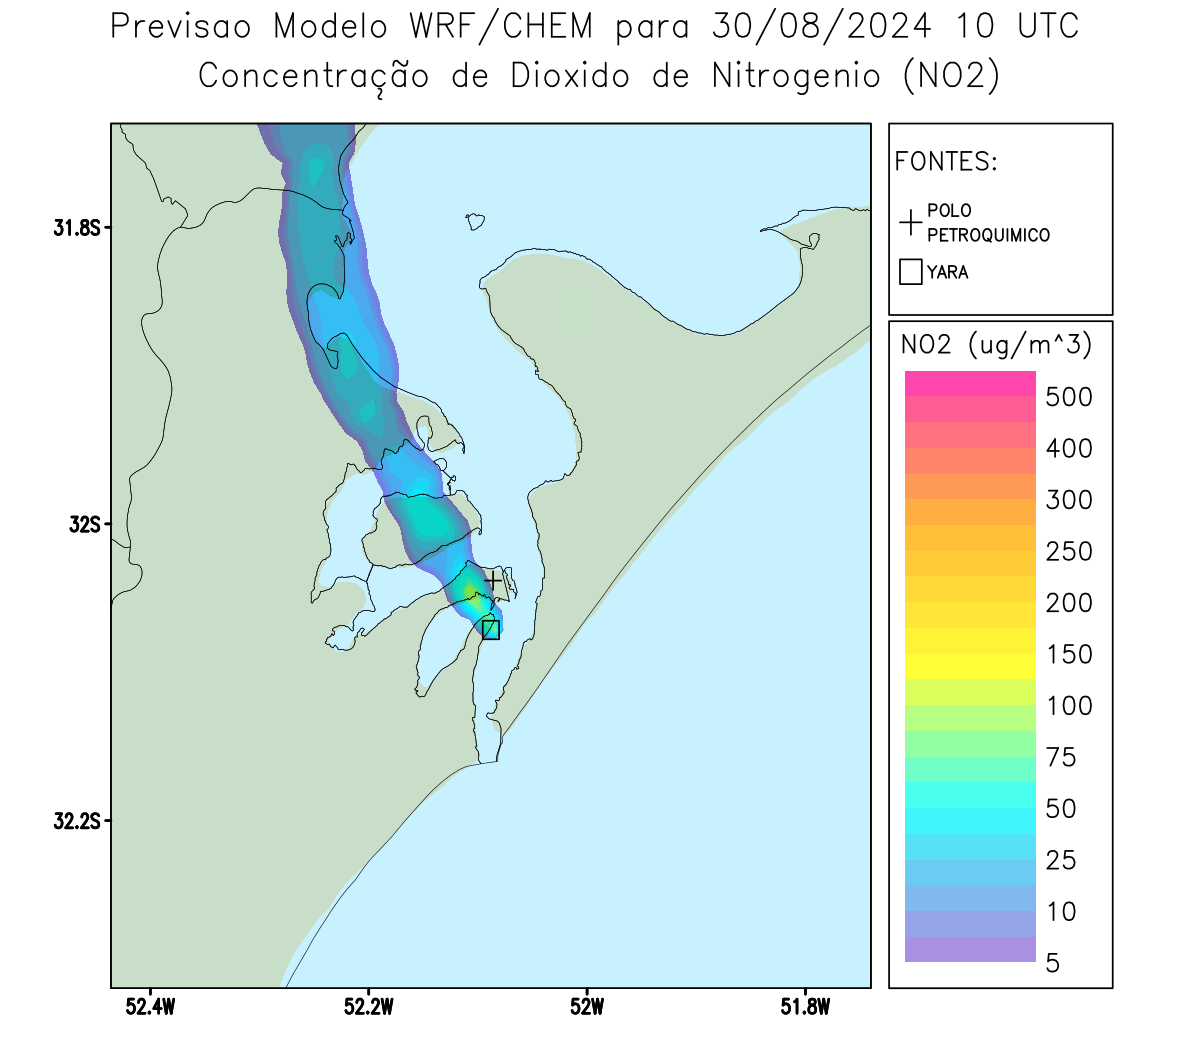 Previsao Modelo WRF/CHEM para 30/08/2024 10 UTC
Concentração de Dioxido de Nitrogenio (NO2)
FONTES:
POLO
PETROQUIMICO
YARA
31.8S
32S
32.2S
52.4W
52.2W
52W
51.8W
NO2 (ug/m^3)
500
400
300
250
200
150
100
75
50
25
10
5